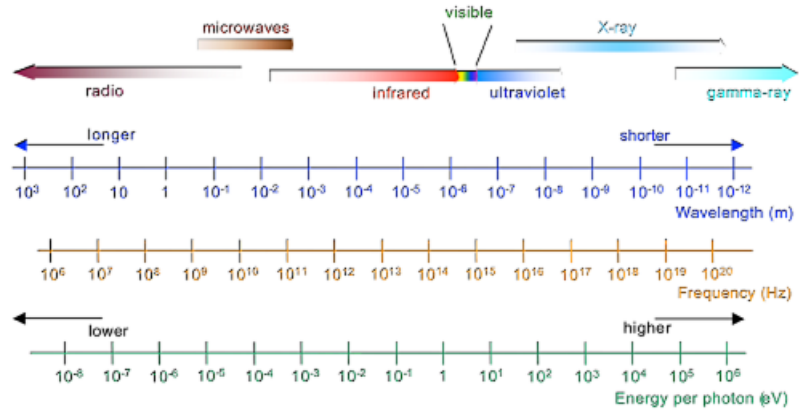 visible
microwaves
X-ray
radio
infrared
ultraviolet
gamma-ray
longer
shorter
10³ 10² 10 1 10⁻¹ 10⁻² 10⁻³ 10⁻⁴ 10⁻⁵ 10⁻⁶ 10⁻⁷ 10⁻⁸ 10⁻⁹ 10⁻¹⁰ 10⁻¹¹ 10⁻¹²
Wavelength (m)
10⁶ 10⁷ 10⁸ 10⁹ 10¹⁰ 10¹¹ 10¹² 10¹³ 10¹⁴ 10¹⁵ 10¹⁶ 10¹⁷ 10¹⁸ 10¹⁹ 10²⁰
Frequency (Hz)
lower
higher
10⁻⁸ 10⁻⁷ 10⁻⁶ 10⁻⁵ 10⁻⁴ 10⁻³ 10⁻² 10⁻¹ 1 10¹ 10² 10³ 10⁴ 10⁵ 10⁶
Energy per photon (eV)